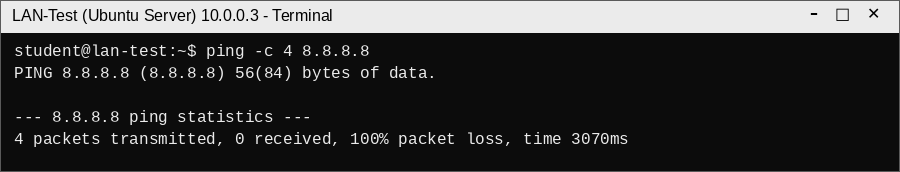 LAN-Test (Ubuntu Server) 10.0.0.3 - Terminal
student@lan-test:~$ ping -c 4 8.8.8.8
PING 8.8.8.8 (8.8.8.8) 56(84) bytes of data.

--- 8.8.8.8 ping statistics ---
4 packets transmitted, 0 received, 100% packet loss, time 3070ms